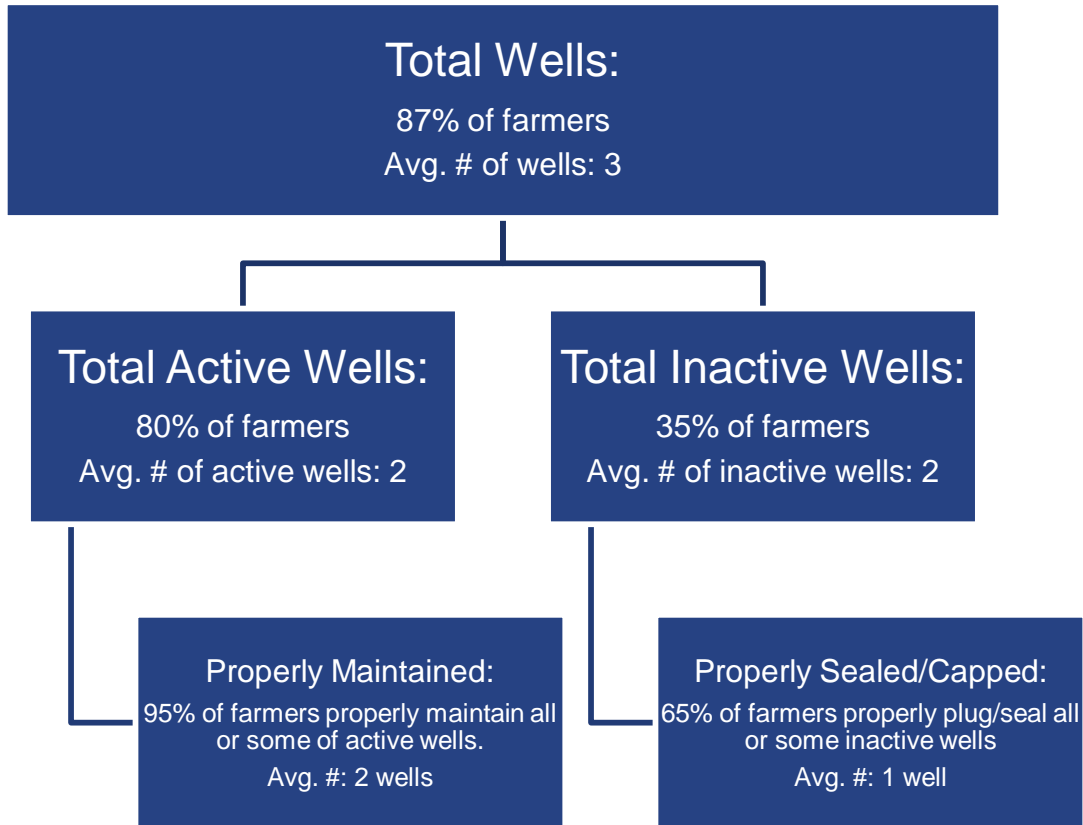 Total Wells:
87% of farmers
Avg. # of wells: 3
Total Active Wells:
80% of farmers
Avg. # of active wells: 2
Total Inactive Wells:
35% of farmers
Avg. # of inactive wells: 2
Properly Maintained:
95% of farmers properly maintain all
or some of active wells.
Avg. #: 2 wells
Properly Sealed/Capped:
65% of farmers properly plug/seal all
or some inactive wells
Avg. #: 1 well